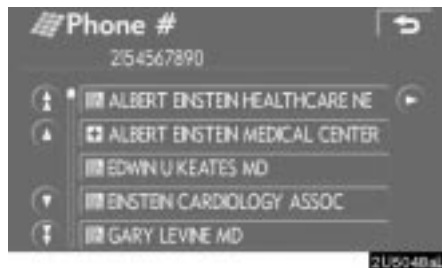 Phone #
2154567890
ALBERT EINSTEIN HEALTHCARE NE
ALBERT EINSTEIN MEDICAL CENTER
EDWIN U KEATES MD
EINSTEIN CARDIOLOGY ASSOC
GARY LEVINE MD
2U5048aL